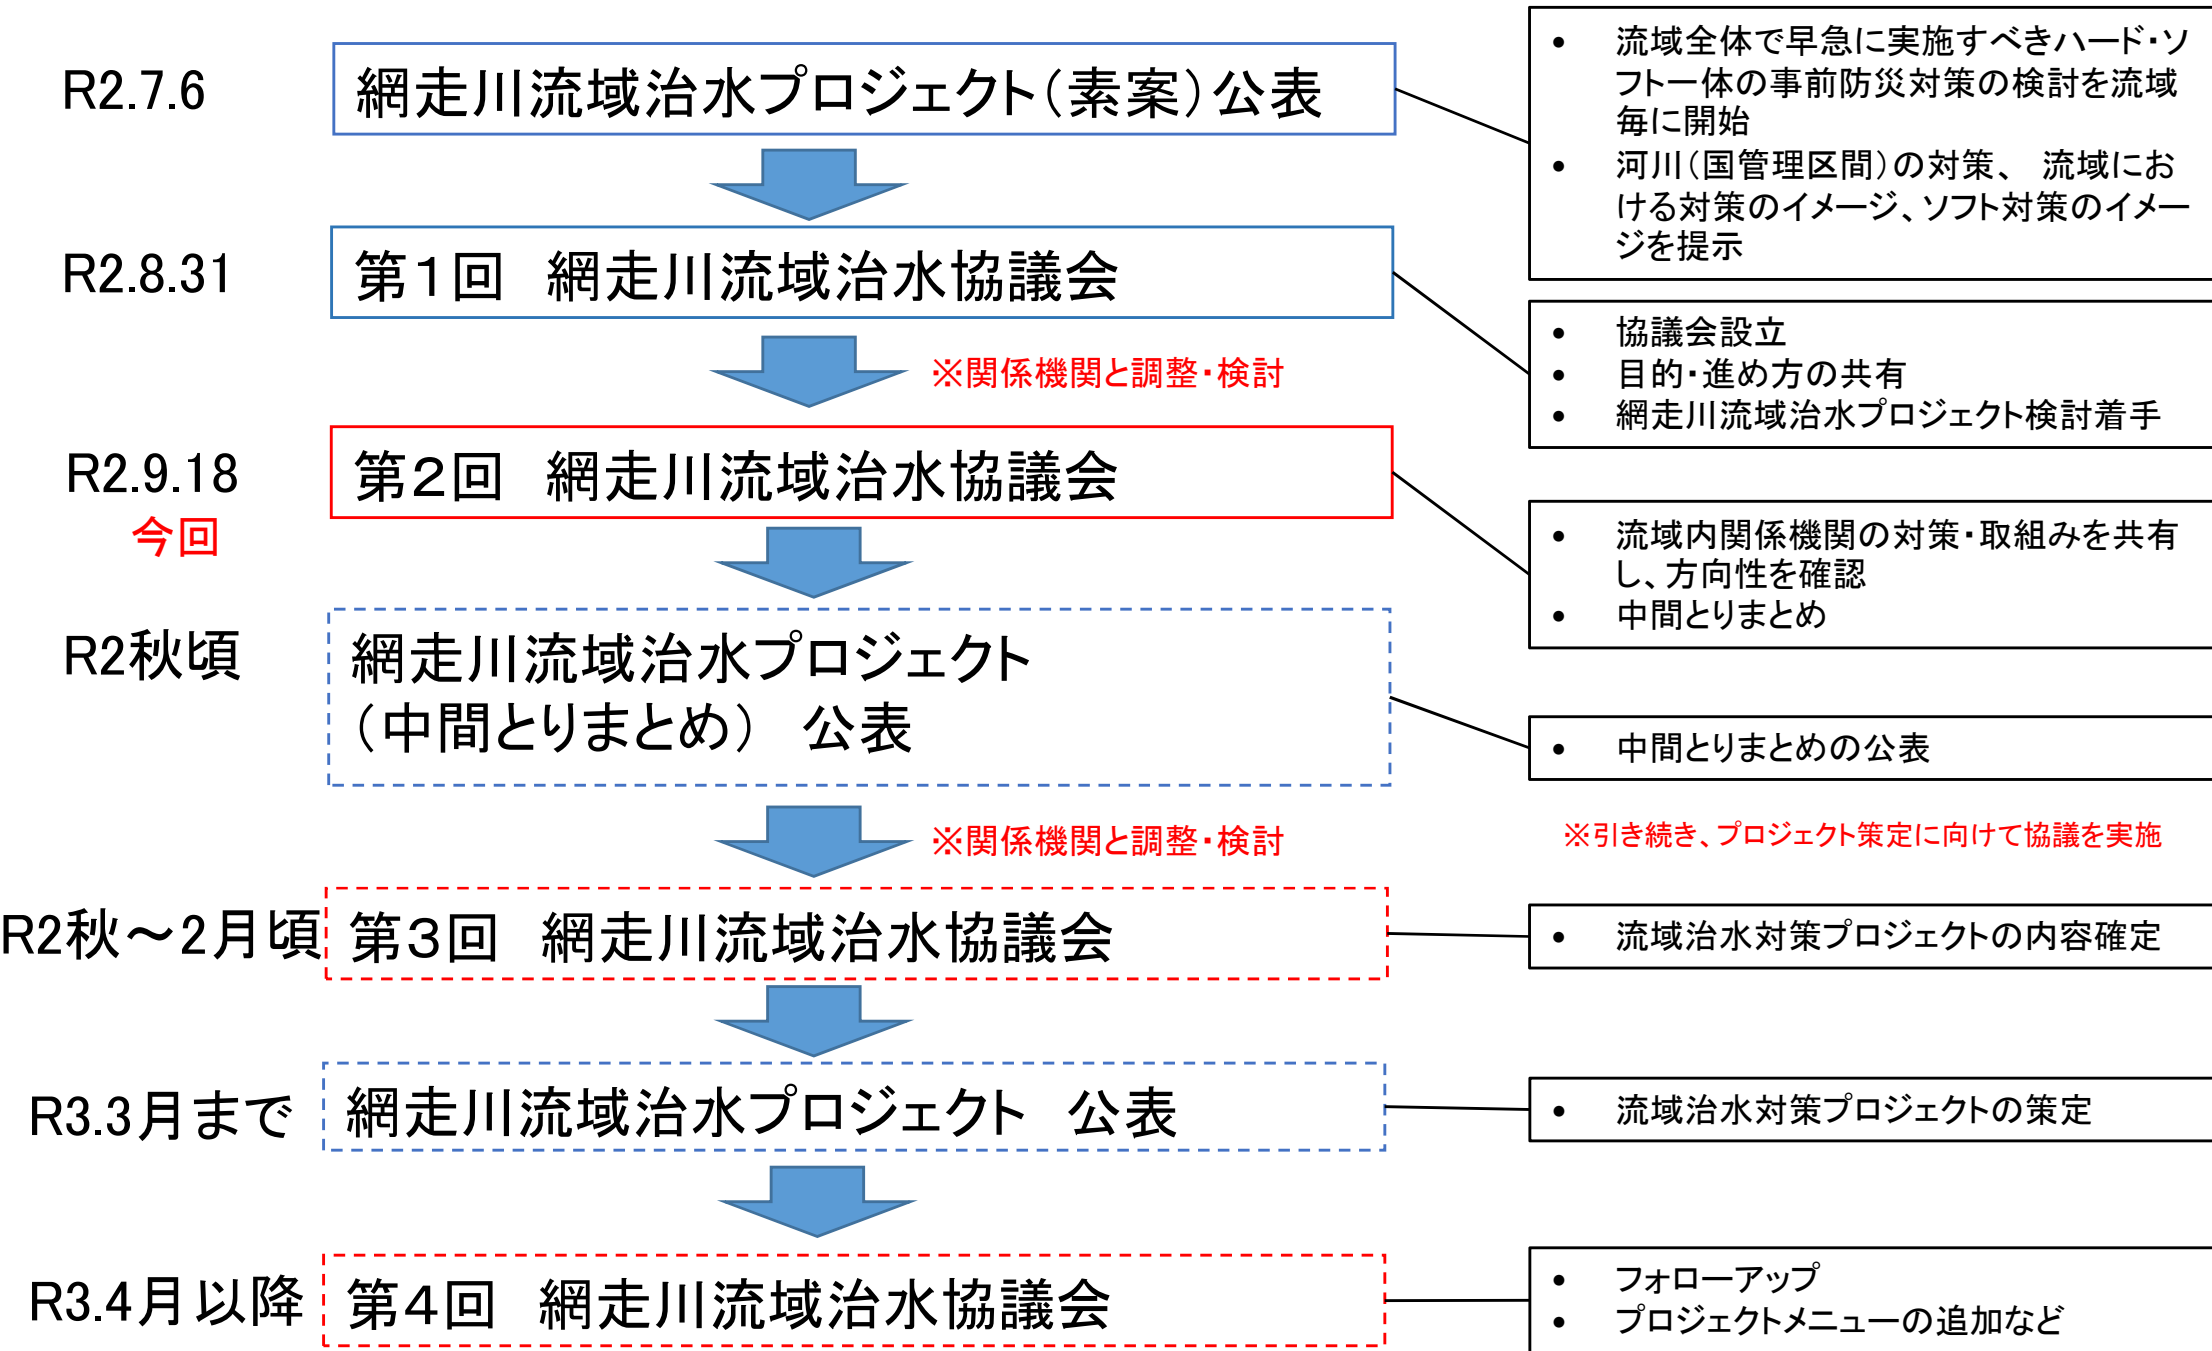 R2.7.6
網走川流域治水プロジェクト（素案）公表
・ 流域全体で早急に実施すべきハード・ソ
フト一体の事前防災対策の検討を流域
毎に開始
・ 河川（国管理区間）の対策、 流域にお
ける対策のイメージ、ソフト対策のイメー
ジを提示
R2.8.31
第１回　網走川流域治水協議会
・ 協議会設立
・ 目的・進め方の共有
・ 網走川流域治水プロジェクト検討着手
※関係機関と調整・検討
R2.9.18
今回
第２回　網走川流域治水協議会
・ 流域内関係機関の対策・取組みを共有
し、方向性を確認
・ 中間とりまとめ
R2秋頃
網走川流域治水プロジェクト
（中間とりまとめ）　公表
・ 中間とりまとめの公表
※関係機関と調整・検討
※引き続き、プロジェクト策定に向けて協議を実施
R2秋～2月頃
第３回　網走川流域治水協議会
・ 流域治水対策プロジェクトの内容確定
R3.3月まで
網走川流域治水プロジェクト　公表
・ 流域治水対策プロジェクトの策定
R3.4月以降
第４回　網走川流域治水協議会
・ フォローアップ
・ プロジェクトメニューの追加など